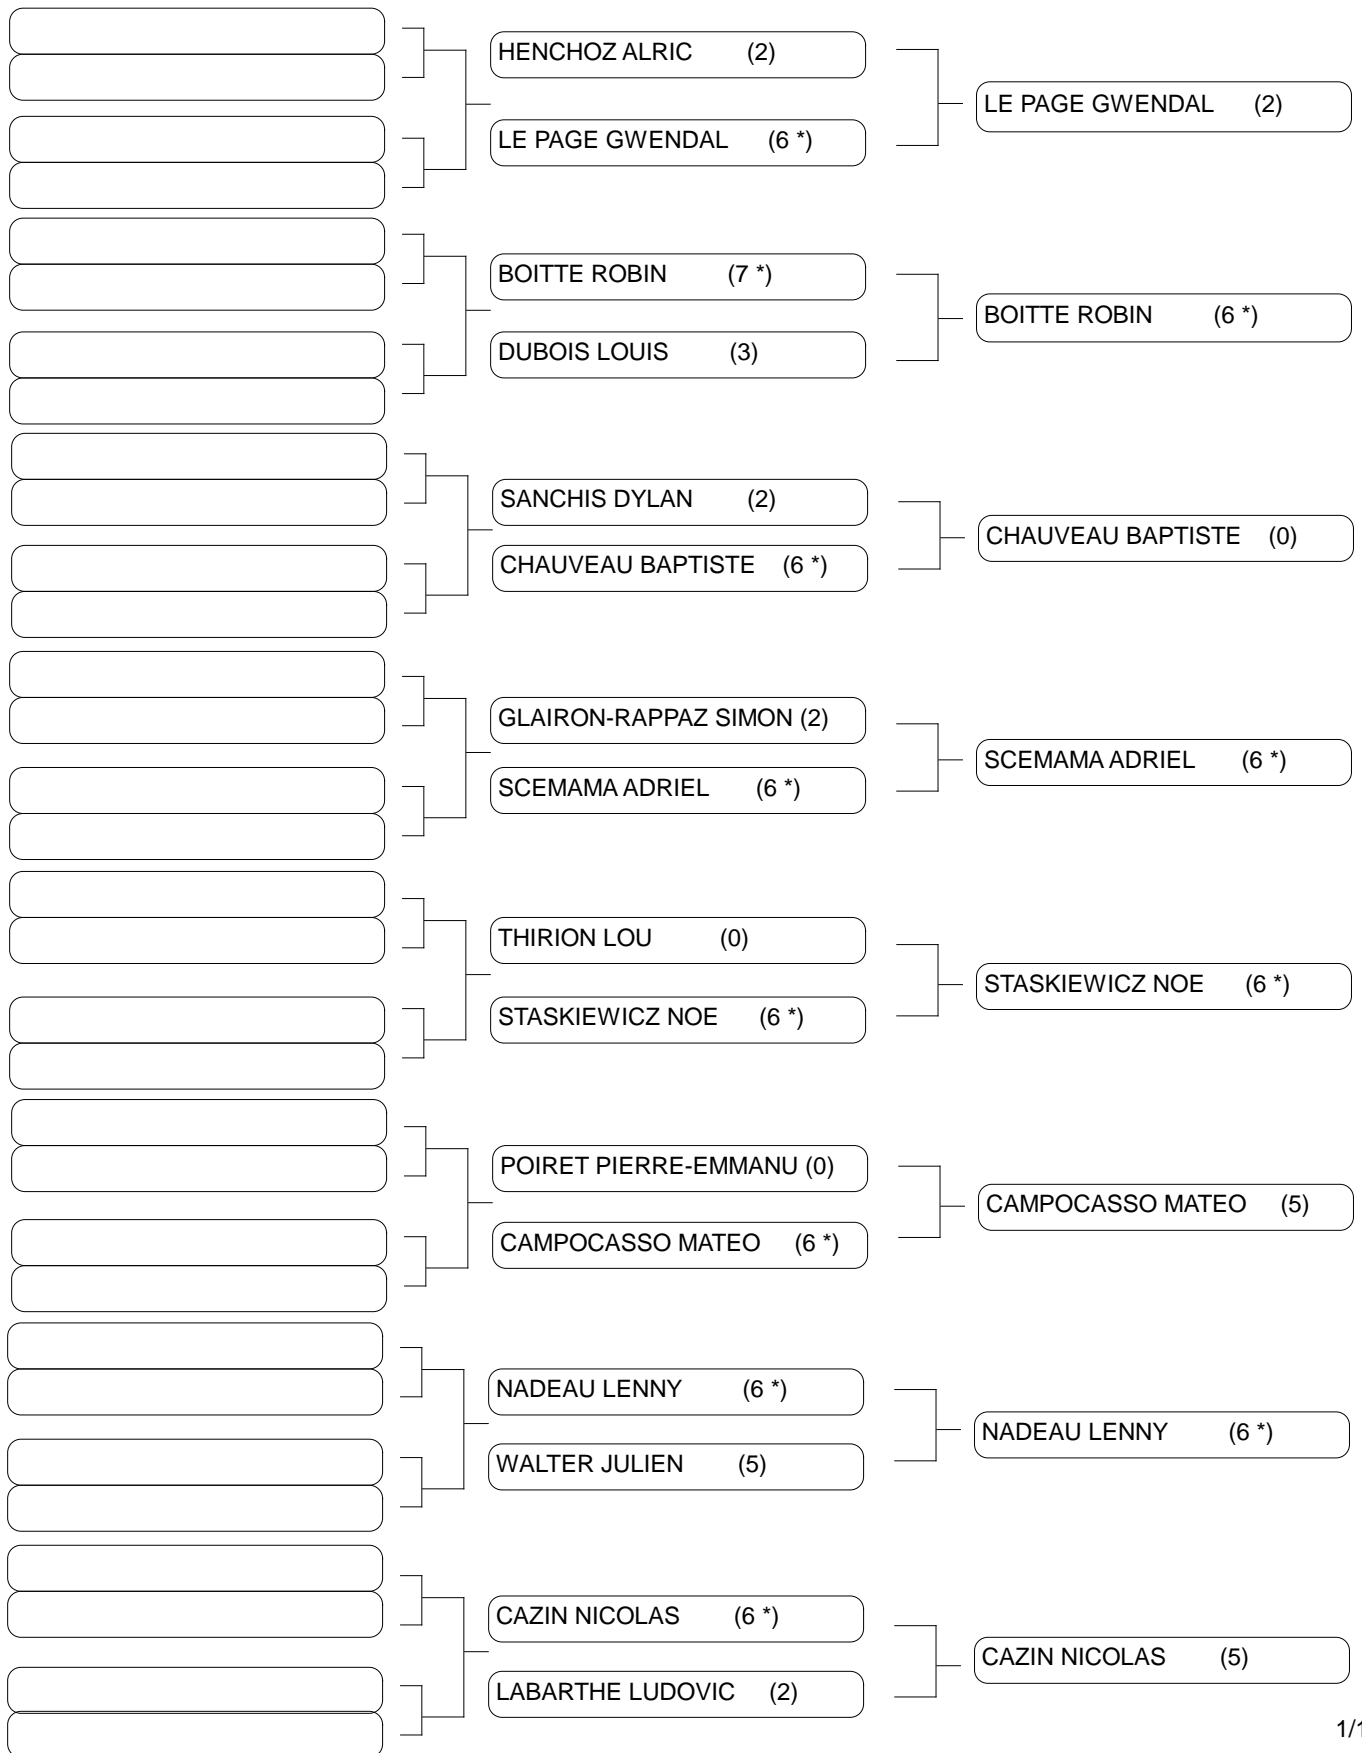 HENCHOZ ALRIC (2)
LE PAGE GWENDAL (6 *)
LE PAGE GWENDAL (2)
BOITTE ROBIN (7 *)
DUBOIS LOUIS (3)
BOITTE ROBIN (6 *)
SANCHIS DYLAN (2)
CHAUVEAU BAPTISTE (6 *)
CHAUVEAU BAPTISTE (0)
GLAIRON-RAPPAZ SIMON (2)
SCEMAMA ADRIEL (6 *)
SCEMAMA ADRIEL (6 *)
THIRION LOU (0)
STASKIEWICZ NOE (6 *)
STASKIEWICZ NOE (6 *)
POIRET PIERRE-EMMANU (0)
CAMPOCASSO MATEO (6 *)
CAMPOCASSO MATEO (5)
NADEAU LENNY (6 *)
WALTER JULIEN (5)
NADEAU LENNY (6 *)
CAZIN NICOLAS (6 *)
LABARTHE LUDOVIC (2)
CAZIN NICOLAS (5)
1/1